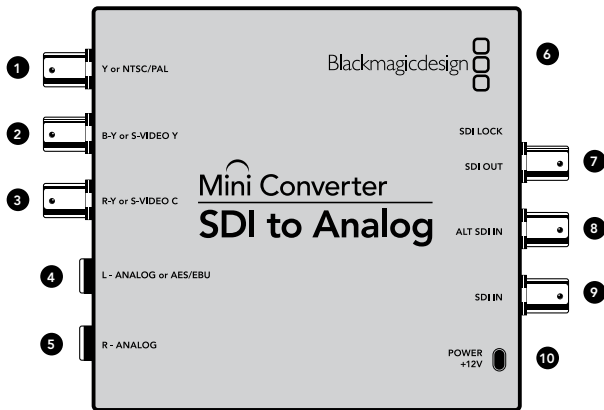 1
Y or NTSC/PAL
2
B-Y or S-VIDEO Y
3
R-Y or S-VIDEO C
4
L - ANALOG or AES/EBU
5
R - ANALOG
Blackmagicdesign
Mini Converter
SDI to Analog
6
SDI LOCK
SDI OUT
7
ALT SDI IN
8
SDI IN
9
POWER
+12V
10